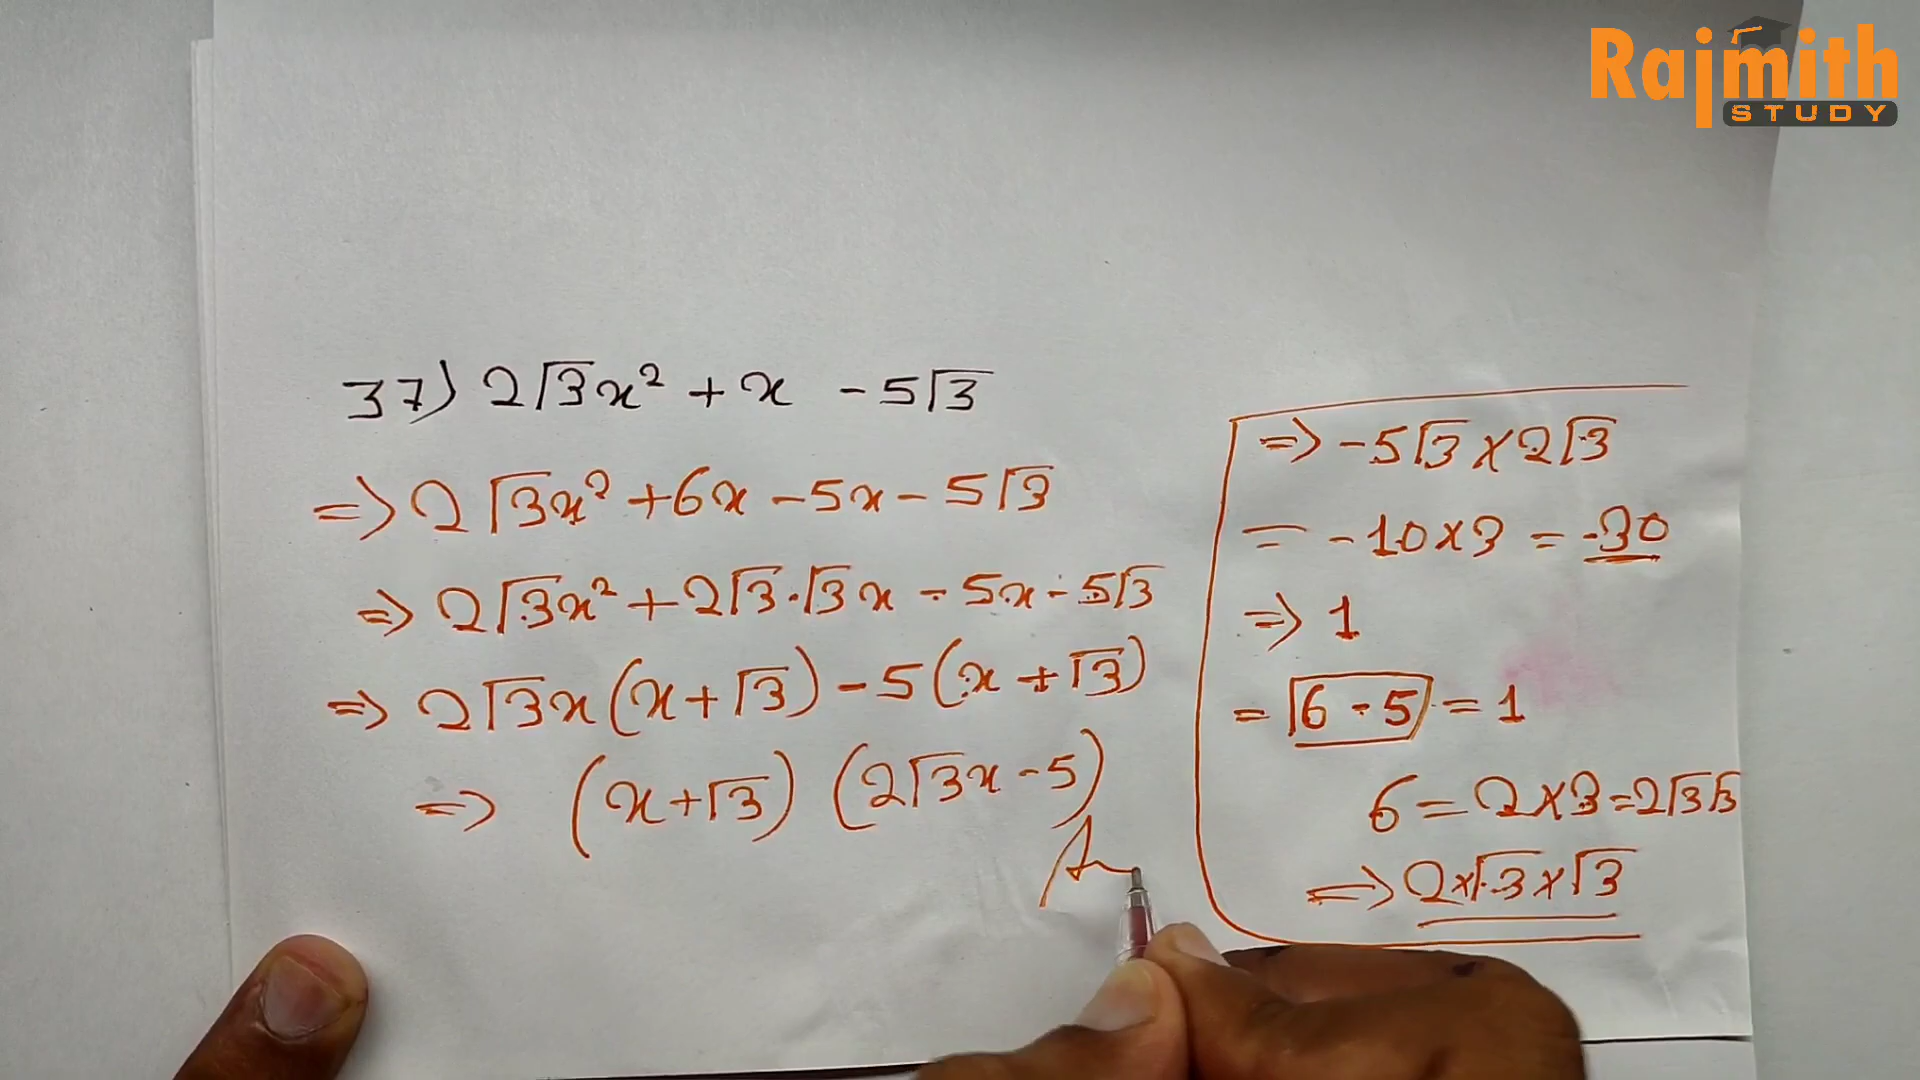 Rajmith
STUDY
37) 2√3x² + x - 5√3
=> 2√3x² + 6x - 5x - 5√3
=> 2√3x² + 2√3·√3x - 5x - 5√3
=> 2√3x (x + √3) - 5 (x + √3)
=> (x + √3) (2√3x - 5)
=> -5√3 × 2√3
= -10 × 3 = -30
=> 1
= 6 - 5 = 1
6 = 2 × 3 = 2√3√3
=> 2 × √3 × √3